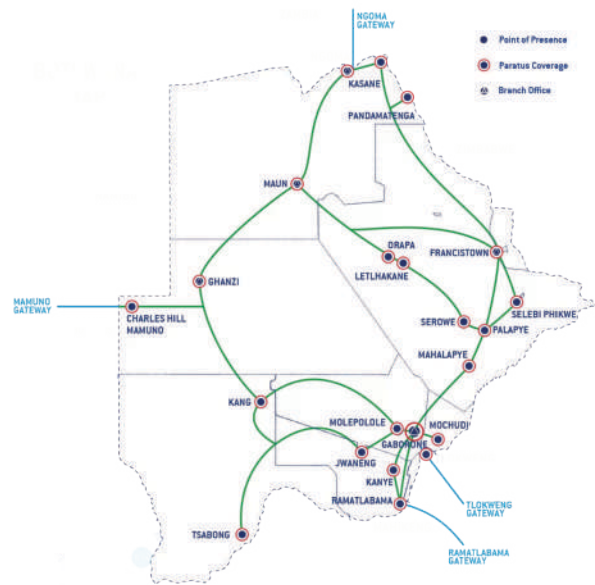 NGOMA
GATEWAY
Point of Presence
Paratus Coverage
Branch Office
KASANE
PANDAMATENGA
MAUN
ORAPA
LETLHAKANE
FRANCISTOWN
GHANZI
MAMUNO
GATEWAY
CHARLES HILL
MAMUNO
SELEBI PHIKWE
SEROWE
PALAPYE
MAHALAPYE
KANG
MOLEPOLOLE
MOCHUDI
GABORONE
JWANENG
KANYE
RAMATLABAMA
TLOKWENG
GATEWAY
TSABONG
RAMATLABAMA
GATEWAY